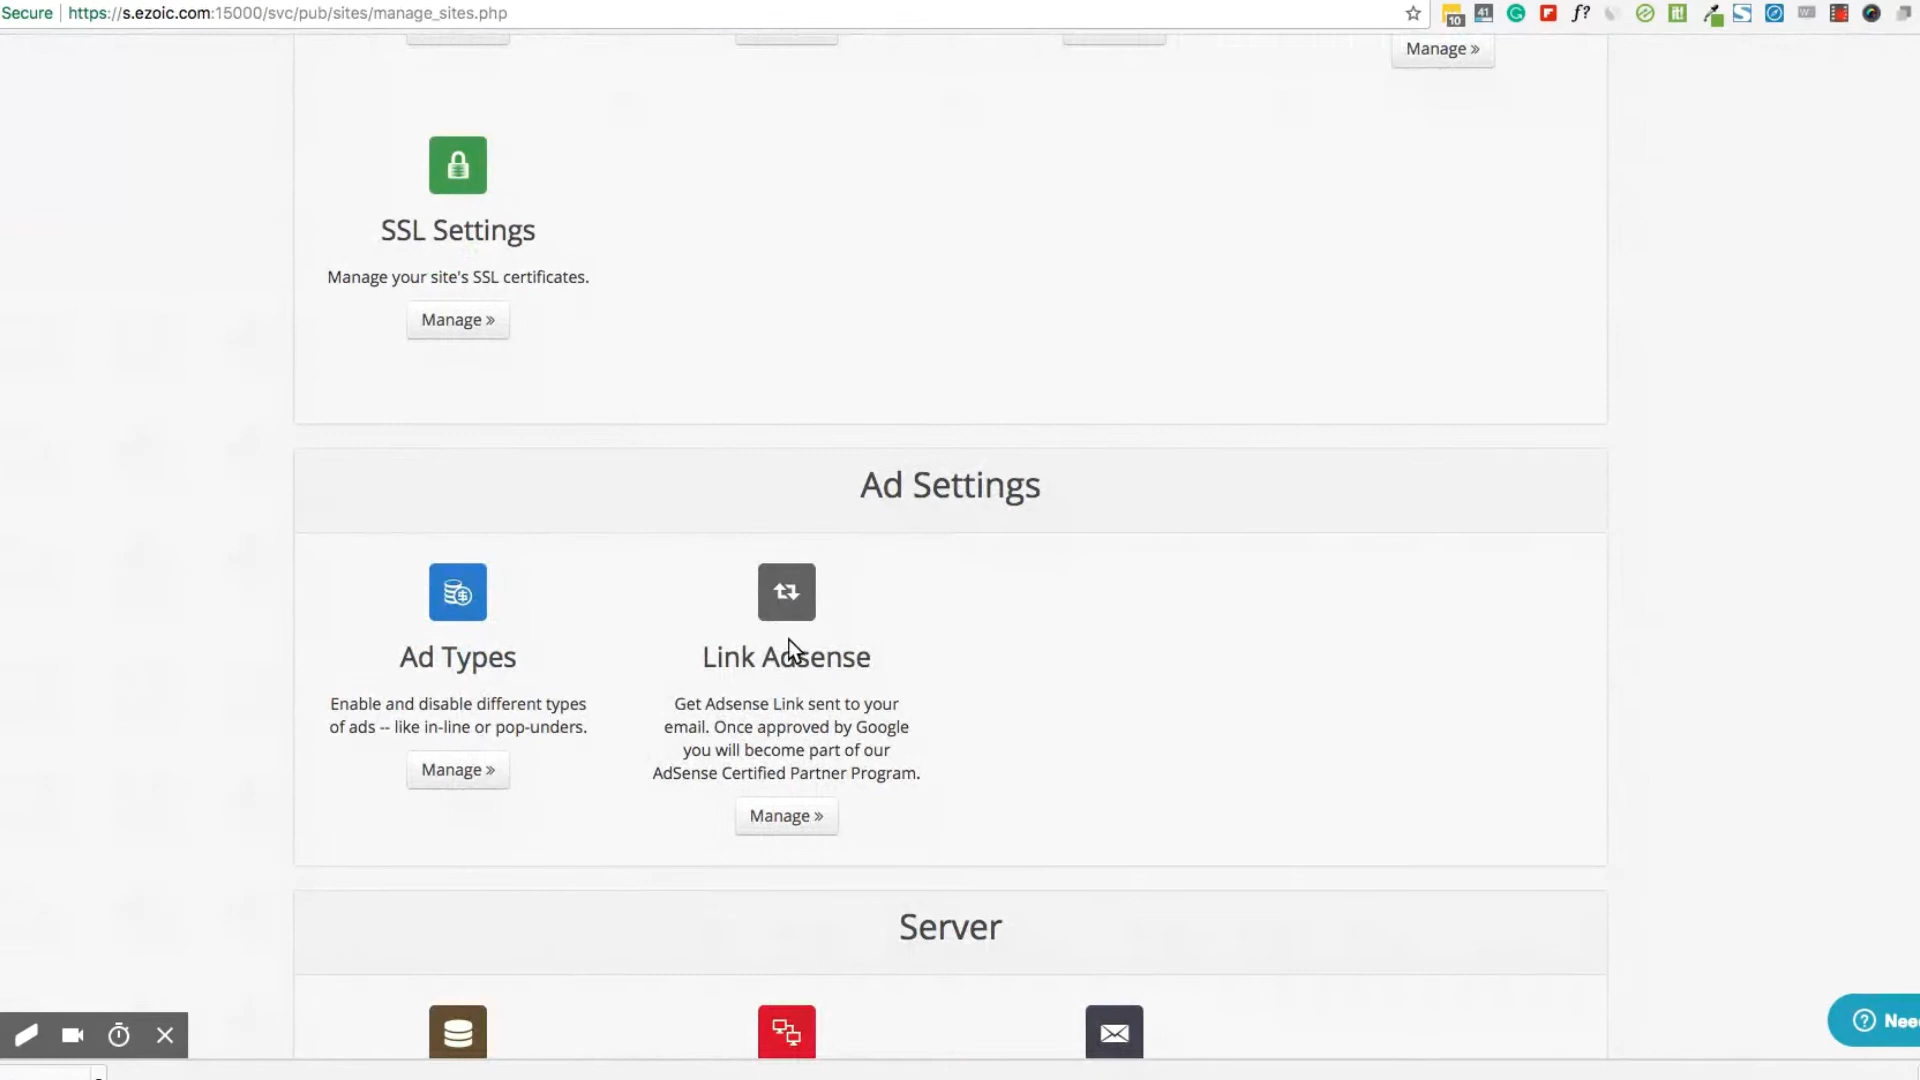 Secure https://s.ezoic.com:15000/svc/pub/sites/manage_sites.php
10 41 f?
Manage »
SSL Settings
Manage your site's SSL certificates.
Manage »
Ad Settings
Ad Types
Enable and disable different types
of ads -- like in-line or pop-unders.
Manage »
Link Adsense
Get Adsense Link sent to your
email. Once approved by Google
you will become part of our
AdSense Certified Partner Program.
Manage »
Server